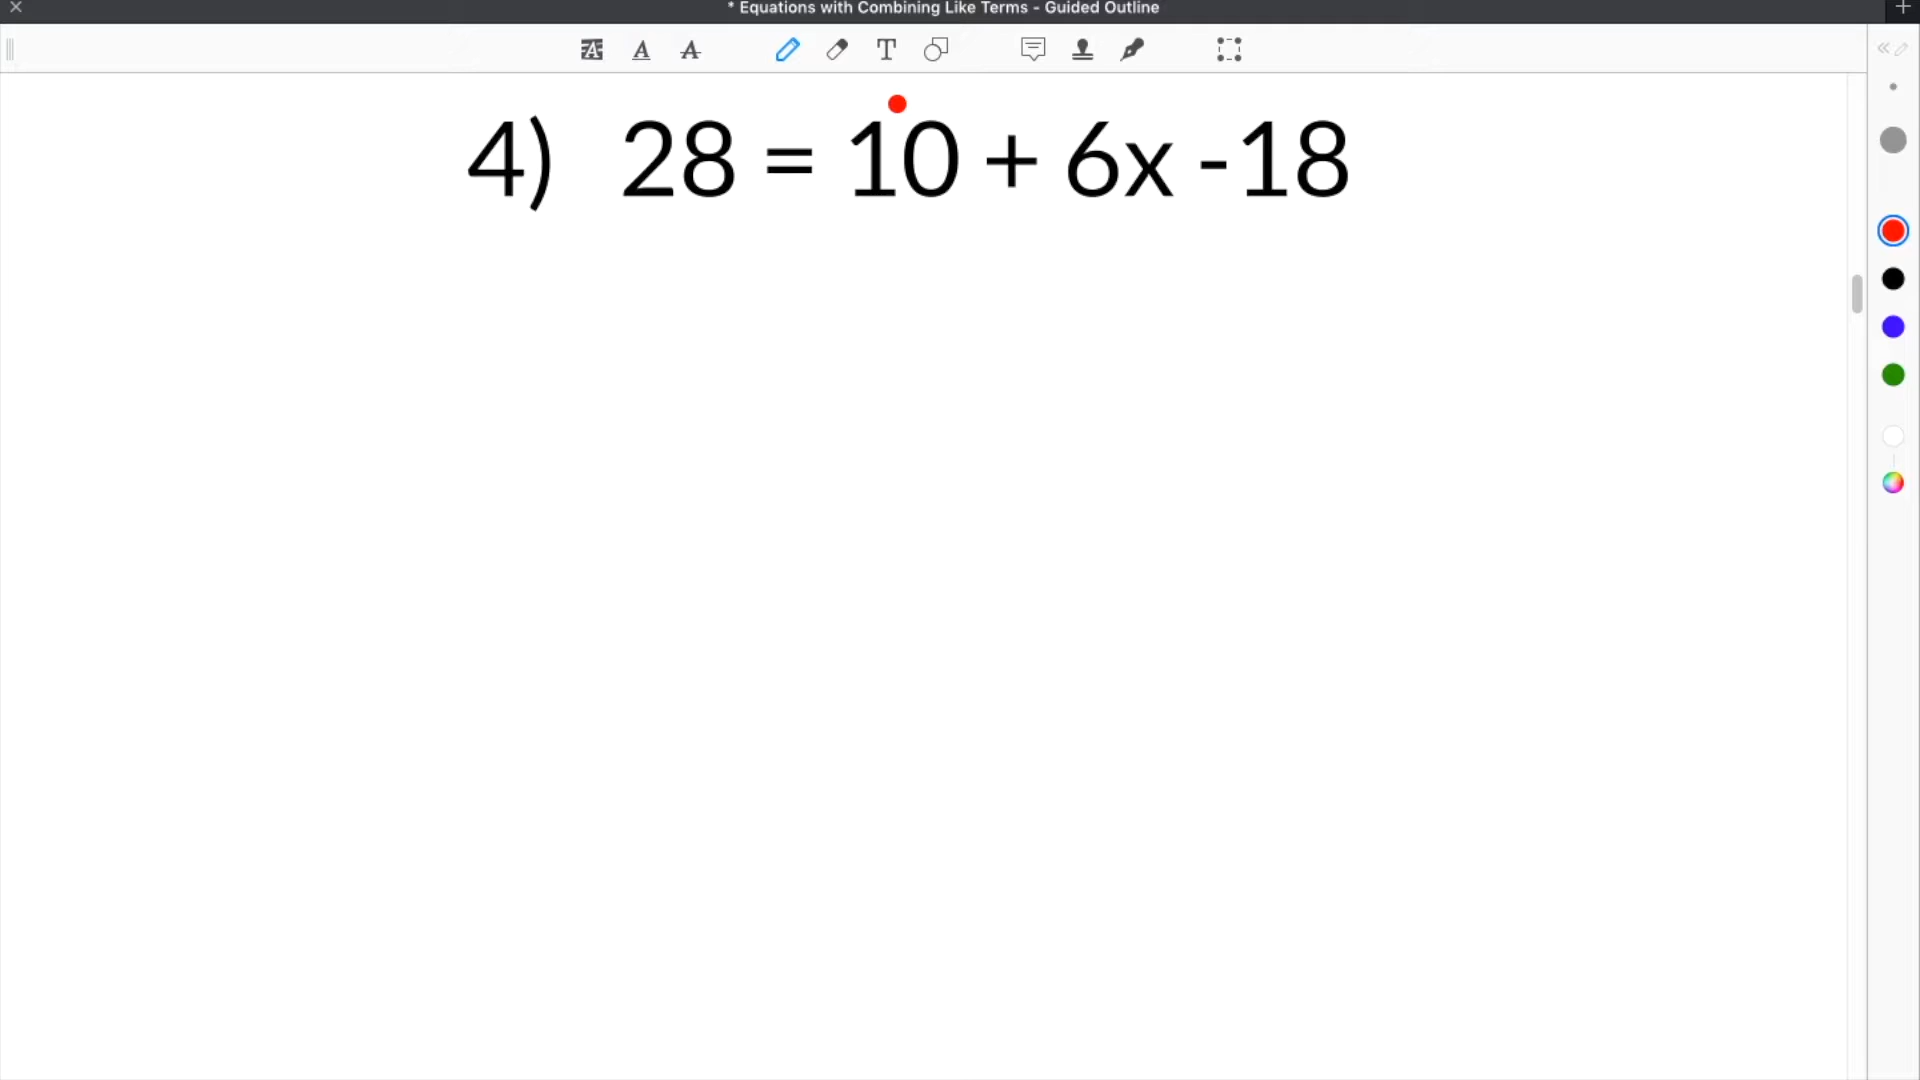 * Equations with Combining Like Terms - Guided Outline
4) 28 = 10 + 6x -18